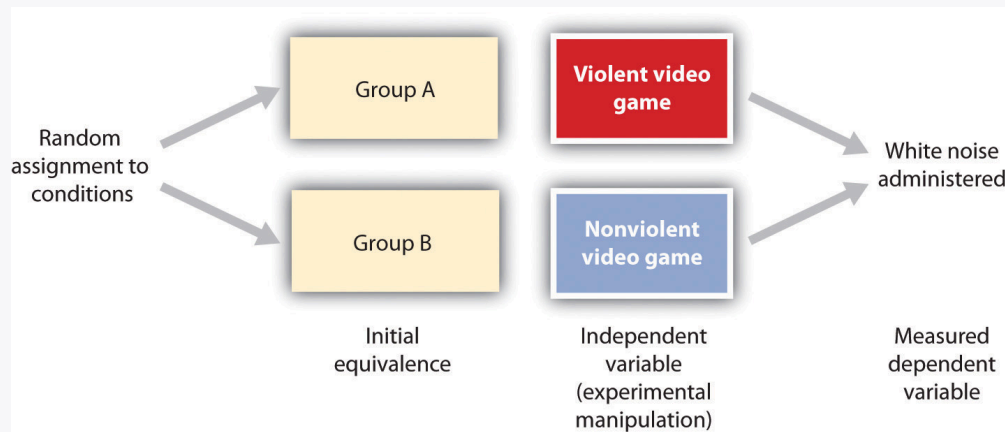 Random
assignment to
conditions
Group A
Group B
Initial
equivalence
Violent video
game
Nonviolent
video game
Independent
variable
(experimental
manipulation)
White noise
administered
Measured
dependent
variable